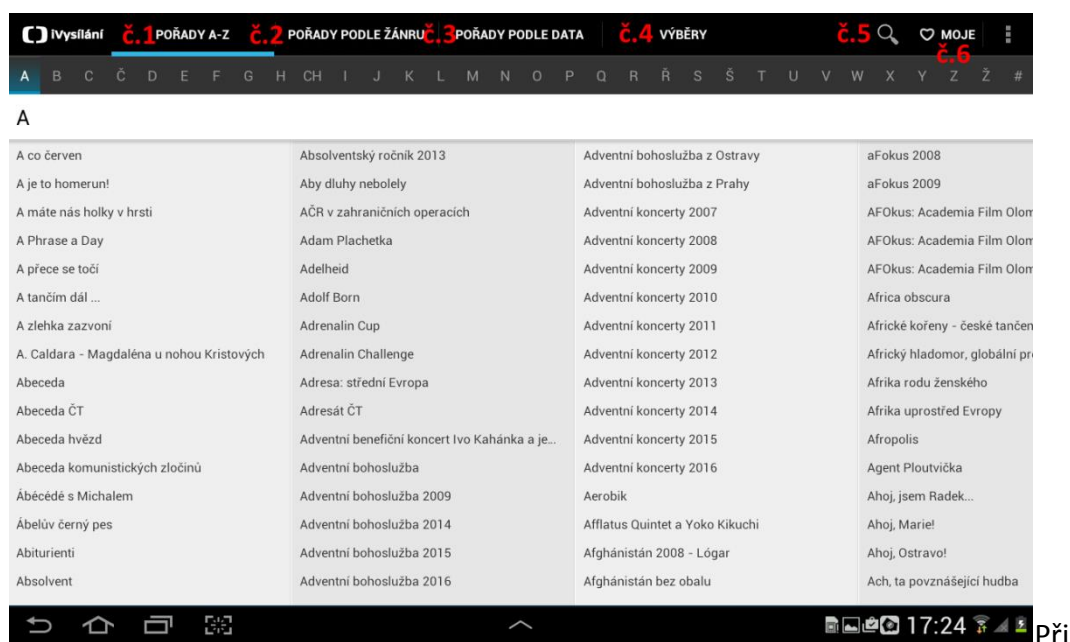 iVysílání č.1 POŘADY A-Z č.2 POŘADY PODLE ŽÁNRU č.3 POŘADY PODLE DATA č.4 VÝBĚRY č.5 MOJE
č.6
A B C Č D E F G H CH I J K L M N O P Q R Ř S Š T U V W X Y Z Ž #
A
A co červen
A je to homerun!
A máte nás holky v hrsti
A Phrase a Day
A přece se točí
A tančím dál ...
A zlehka zazvoní
A. Caldara - Magdaléna u nohou Kristových
Abeceda
Abeceda ČT
Abeceda hvězd
Abeceda komunistických zločinů
Ábécédé s Michalem
Ábelův černý pes
Abiturienti
Absolvent
Absolventský ročník 2013
Aby dluhy nebolely
AČR v zahraničních operacích
Adam Plachetka
Adelheid
Adolf Born
Adrenalin Cup
Adrenalin Challenge
Adresa: střední Evropa
Adresát ČT
Adventní benefiční koncert Ivo Kahánka a je...
Adventní bohoslužba
Adventní bohoslužba 2009
Adventní bohoslužba 2014
Adventní bohoslužba 2015
Adventní bohoslužba 2016
Adventní bohoslužba z Ostravy
Adventní bohoslužba z Prahy
Adventní koncerty 2007
Adventní koncerty 2008
Adventní koncerty 2009
Adventní koncerty 2010
Adventní koncerty 2011
Adventní koncerty 2012
Adventní koncerty 2013
Adventní koncerty 2014
Adventní koncerty 2015
Adventní koncerty 2016
Aerobik
Afflatus Quintet a Yoko Kikuchi
Afghánistán 2008 - Lógar
Afghánistán bez obalu
aFokus 2008
aFokus 2009
AFOkus: Academia Film Olom
AFOkus: Academia Film Olom
AFOkus: Academia Film Olom
Africa obscura
Africké kořeny - české tančen
Africký hladomor, globální pr
Afrika rodu ženského
Afrika uprostřed Evropy
Afropolis
Agent Ploutvička
Ahoj, jsem Radek...
Ahoj, Marie!
Ahoj, Ostravo!
Ach, ta povznášející hudba
17:24
Při